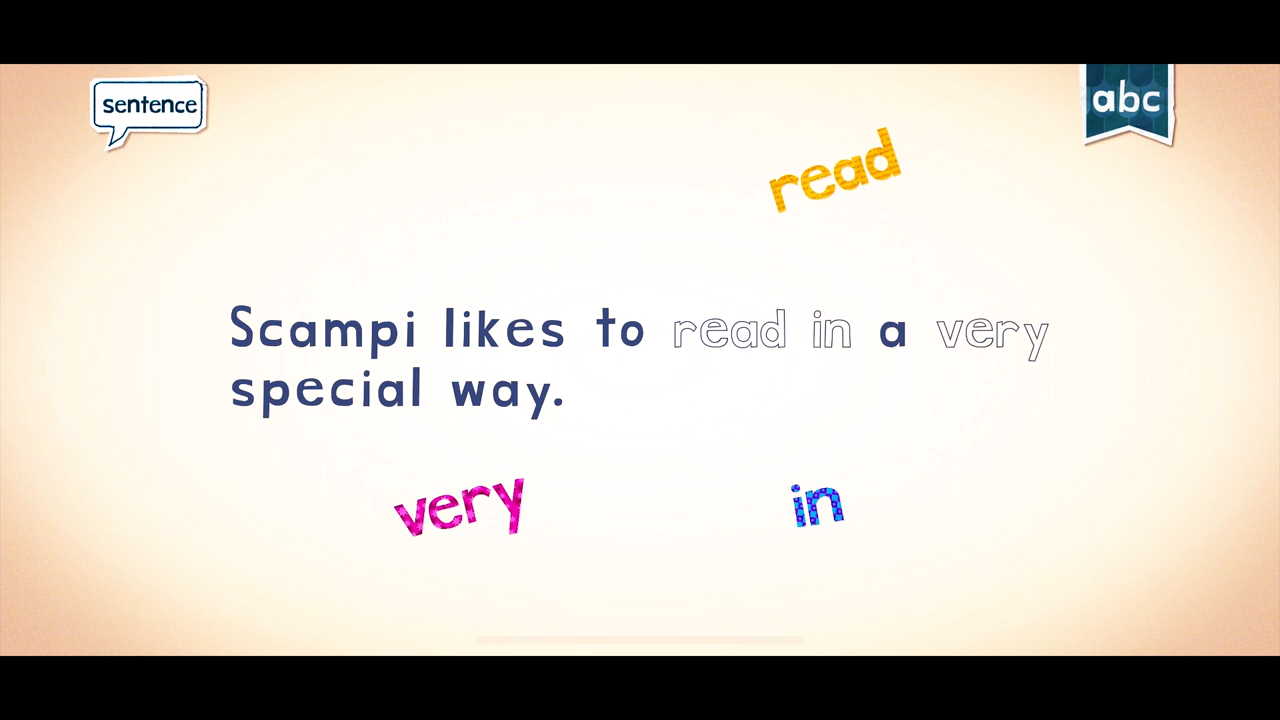 sentence
abc
read
Scampi likes to read in a very
special way.
very
in